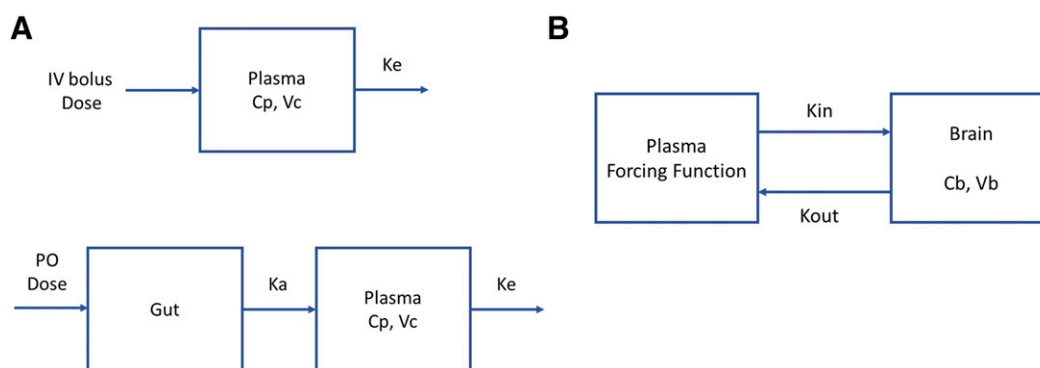 A
IV bolus
Dose
Plasma
Cp, Vc
Ke
PO
Dose
Gut
Ka
Plasma
Cp, Vc
Ke
B
Plasma
Forcing Function
Kin
Kout
Brain
Cb, Vb